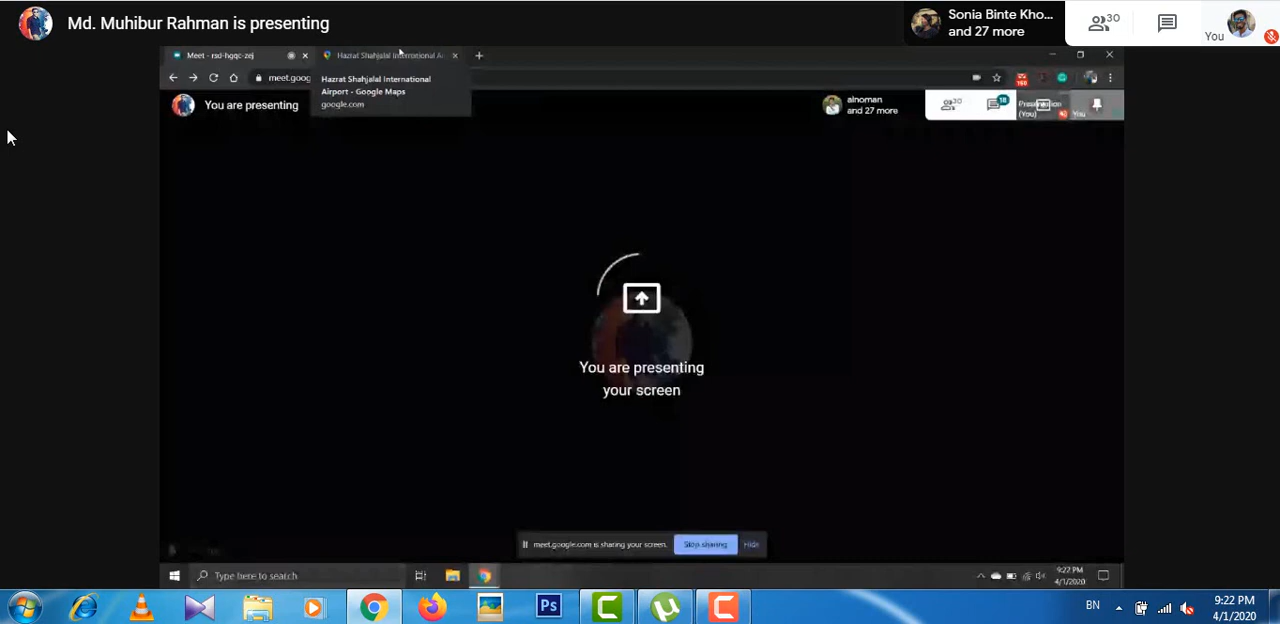 Md. Muhibur Rahman is presenting
Sonia Binte Kho...
and 27 more
30
You
Meet - rsd-hgqc-zej
Hazrat Shahjalal International Ai
Hazrat Shahjalal International
Airport - Google Maps
google.com
meet.goog
You are presenting
alnoman
and 27 more
30
18
(You)
You
You are presenting
your screen
meet.google.com is sharing your screen.
Stop sharing
Hide
Type here to search
9:22 PM
4/1/2020
Ps
BN
9:22 PM
4/1/2020